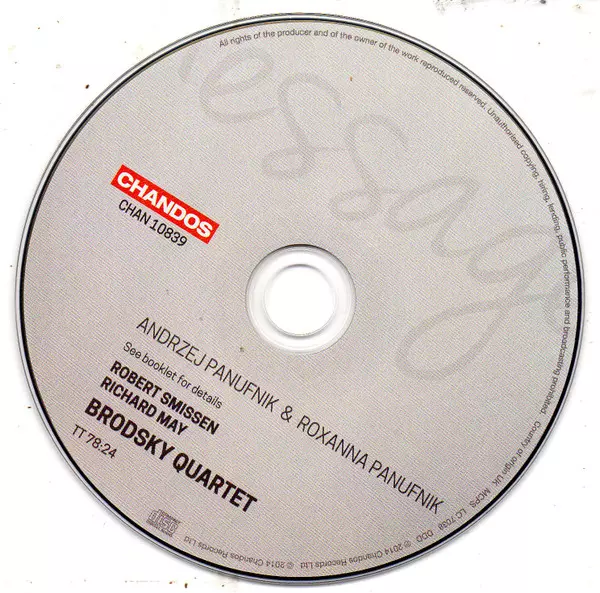 All rights of the producer and of the owner of the work reproduced reserved. Unauthorised copying, hiring, lending, public performance and broadcasting prohibited. Country of origin UK. MCPS. LC 7038 DDD ℗ 2014 Chandos Records Ltd © 2014 Chandos Records Ltd
essag
CHANDOS
CHAN 10839
ANDRZEJ PANUFNIK & ROXANNA PANUFNIK
See booklet for details
ROBERT SMISSEN
RICHARD MAY
BRODSKY QUARTET
TT 78:24